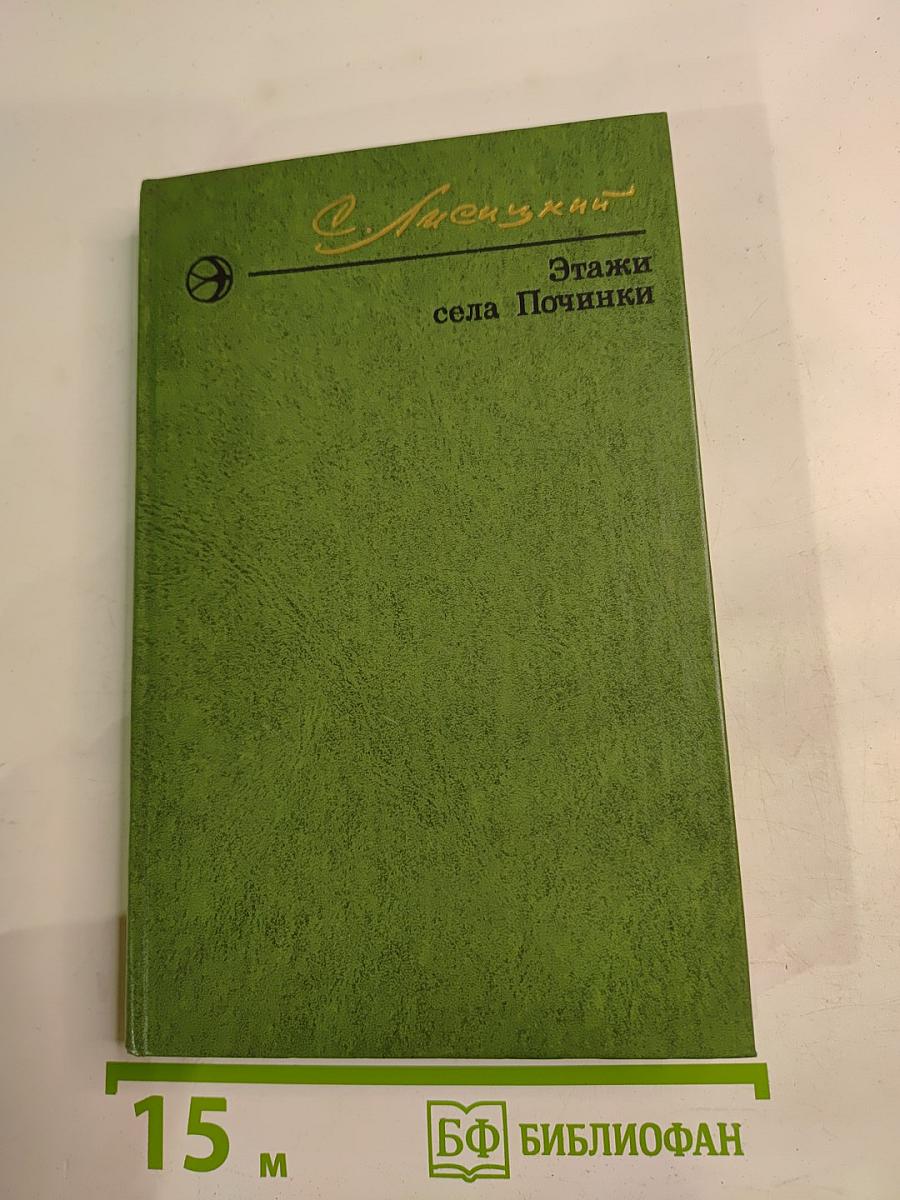 С. Лисицкий
Этажи
села Починки
15 м
БФ БИБЛИОФАН